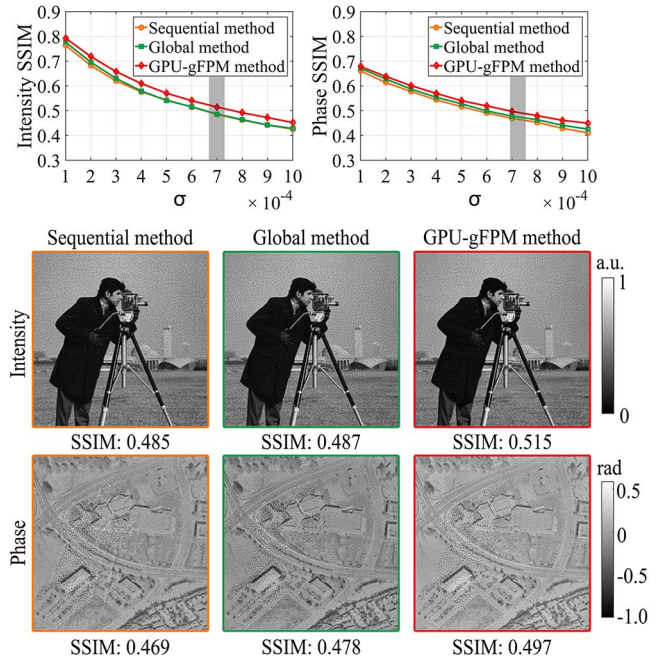 Intensity SSIM
0.9
0.8
0.7
0.6
0.5
0.4
0.3
Sequential method
Global method
GPU-gFPM method
1 2 3 4 5 6 7 8 9 10
σ
× 10⁻⁴
Phase SSIM
0.9
0.8
0.7
0.6
0.5
0.4
0.3
Sequential method
Global method
GPU-gFPM method
1 2 3 4 5 6 7 8 9 10
σ
× 10⁻⁴
Sequential method Global method GPU-gFPM method
a.u.
Intensity
1
0
SSIM: 0.485 SSIM: 0.487 SSIM: 0.515
rad
Phase
0.5
0
-0.5
-1.0
SSIM: 0.469 SSIM: 0.478 SSIM: 0.497